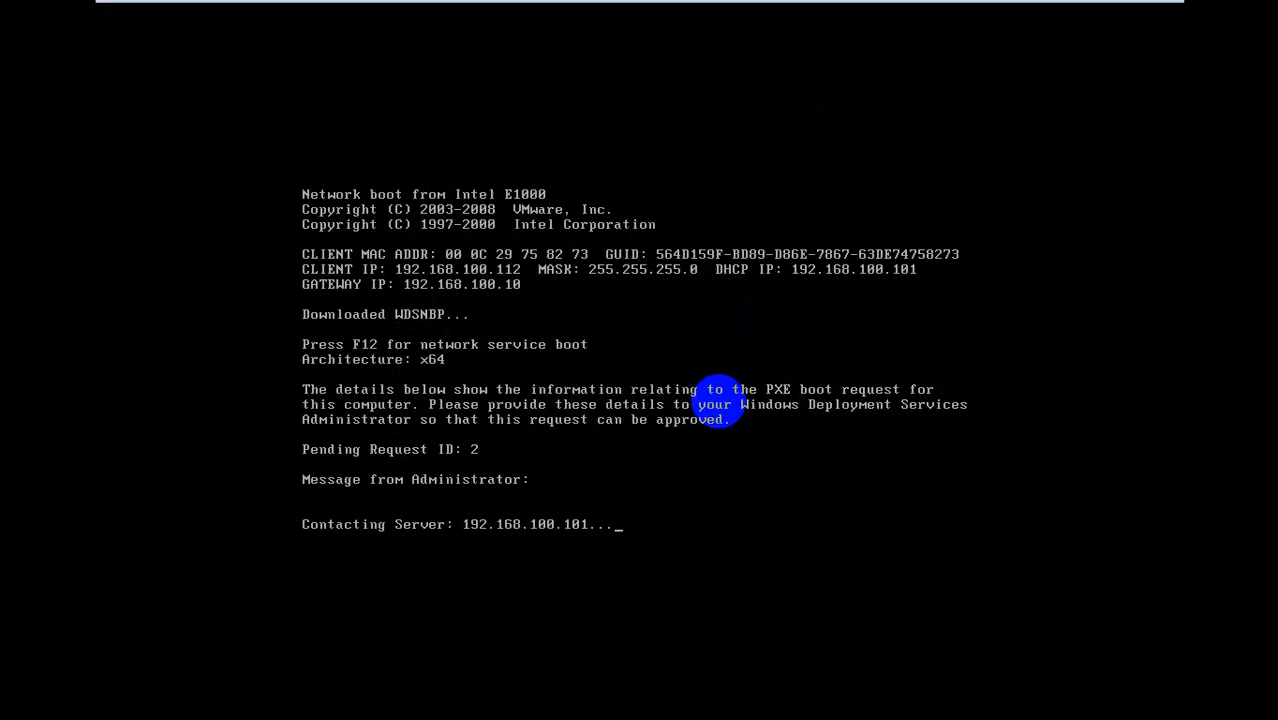 Network boot from Intel E1000
Copyright (C) 2003-2008  VMware, Inc.
Copyright (C) 1997-2000  Intel Corporation
CLIENT MAC ADDR: 00 0C 29 75 82 73  GUID: 564D159F-BD89-D86E-7867-63DE74758273
CLIENT IP: 192.168.100.112  MASK: 255.255.255.0  DHCP IP: 192.168.100.101
GATEWAY IP: 192.168.100.10
Downloaded WDSNBP...
Press F12 for network service boot
Architecture: x64
The details below show the information relating to the PXE boot request for
this computer. Please provide these details to your Windows Deployment Services
Administrator so that this request can be approved.
Pending Request ID: 2
Message from Administrator:
Contacting Server: 192.168.100.101..._